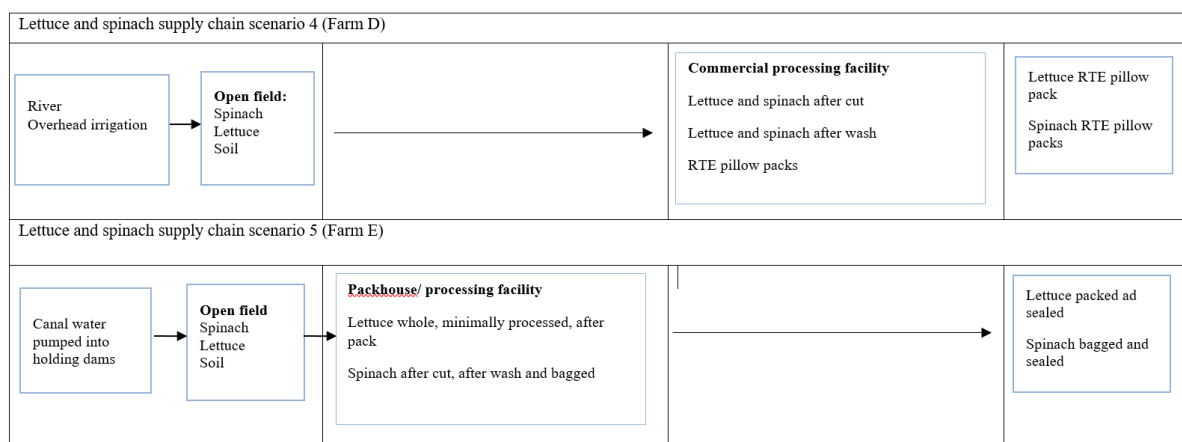 Lettuce and spinach supply chain scenario 4 (Farm D)
River
Overhead irrigation
Open field:
Spinach
Lettuce
Soil
Commercial processing facility
Lettuce and spinach after cut
Lettuce and spinach after wash
RTE pillow packs
Lettuce RTE pillow
pack
Spinach RTE pillow
packs
Lettuce and spinach supply chain scenario 5 (Farm E)
Canal water
pumped into
holding dams
Open field
Spinach
Lettuce
Soil
Packhouse/ processing facility
Lettuce whole, minimally processed, after
pack
Spinach after cut, after wash and bagged
Lettuce packed ad
sealed
Spinach bagged and
sealed